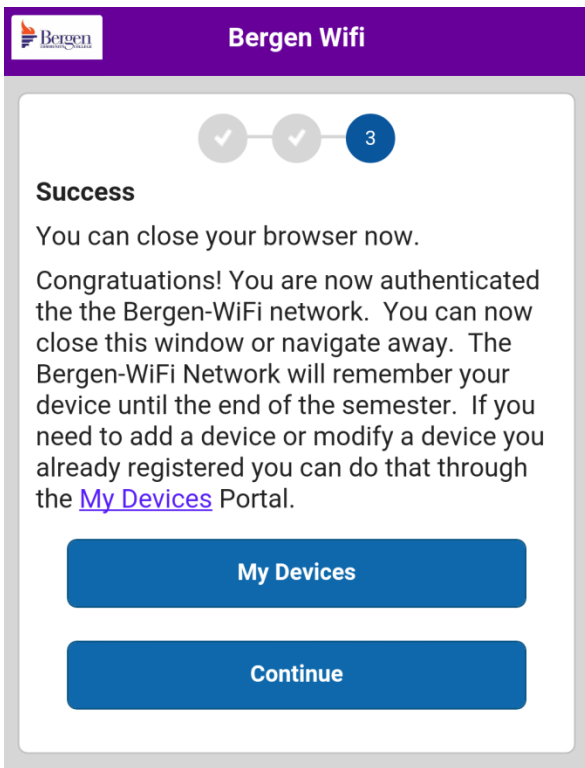 Bergen
COMMUNITY COLLEGE
Bergen Wifi
3
Success
You can close your browser now.
Congratuations! You are now authenticated
the the Bergen-WiFi network.  You can now
close this window or navigate away.  The
Bergen-WiFi Network will remember your
device until the end of the semester.  If you
need to add a device or modify a device you
already registered you can do that through
the My Devices Portal.
My Devices
Continue